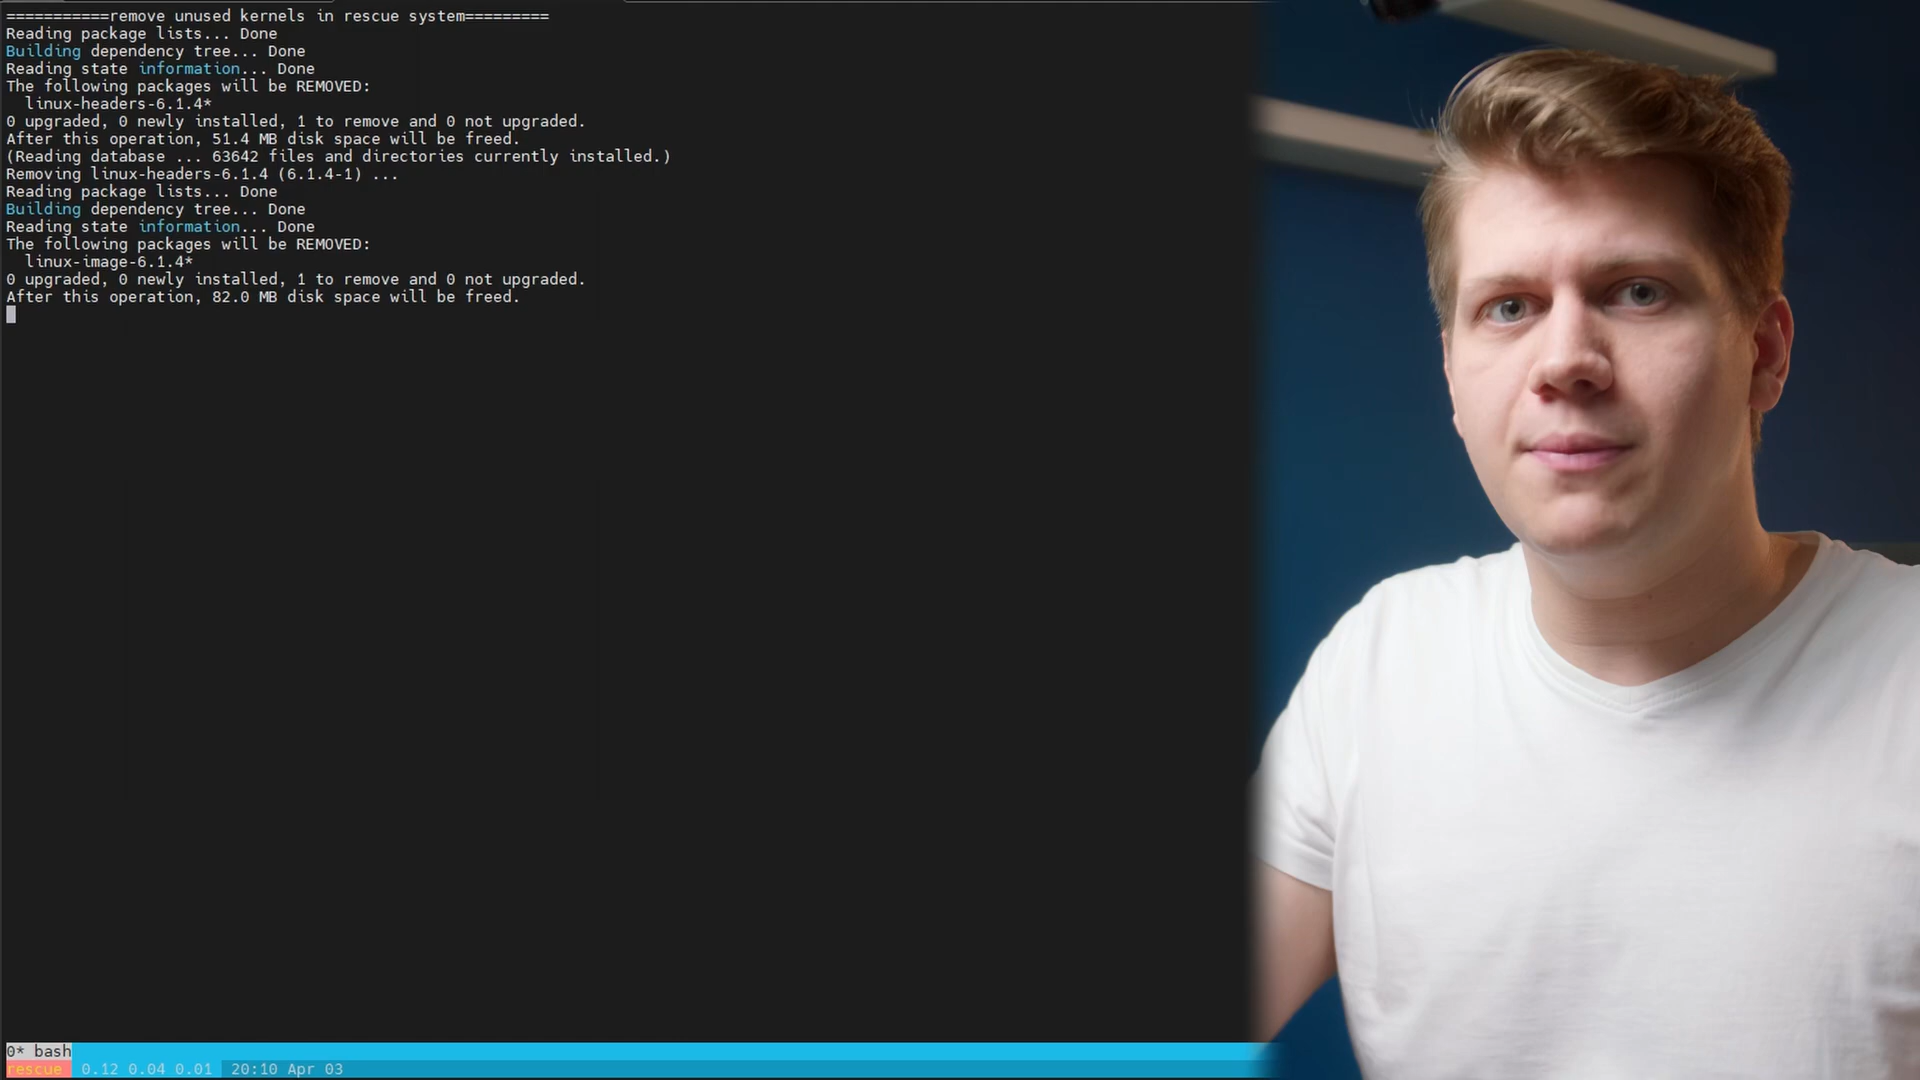 ===========remove unused kernels in rescue system=========
Reading package lists... Done
Building dependency tree... Done
Reading state information... Done
The following packages will be REMOVED:
  linux-headers-6.1.4*
0 upgraded, 0 newly installed, 1 to remove and 0 not upgraded.
After this operation, 51.4 MB disk space will be freed.
(Reading database ... 63642 files and directories currently installed.)
Removing linux-headers-6.1.4 (6.1.4-1) ...
Reading package lists... Done
Building dependency tree... Done
Reading state information... Done
The following packages will be REMOVED:
  linux-image-6.1.4*
0 upgraded, 0 newly installed, 1 to remove and 0 not upgraded.
After this operation, 82.0 MB disk space will be freed.
0* bash
rescue 0.12 0.04 0.01 20:10 Apr 03